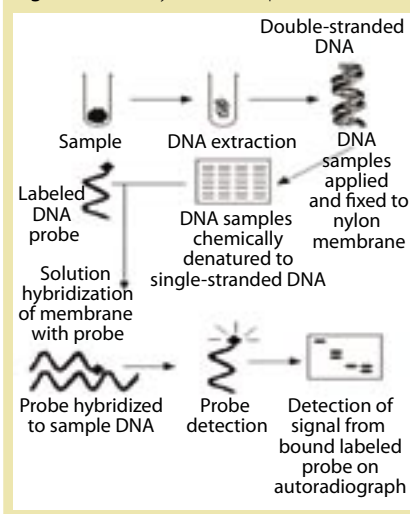 Double-stranded
DNA
Sample
DNA extraction
DNA
samples
applied
and fixed to
nylon
membrane
Labeled
DNA
probe
DNA samples
chemically
denatured to
single-stranded DNA
Solution
hybridization
of membrane
with probe
Probe hybridized
to sample DNA
Probe
detection
Detection of
signal from
bound labeled
probe on
autoradiograph